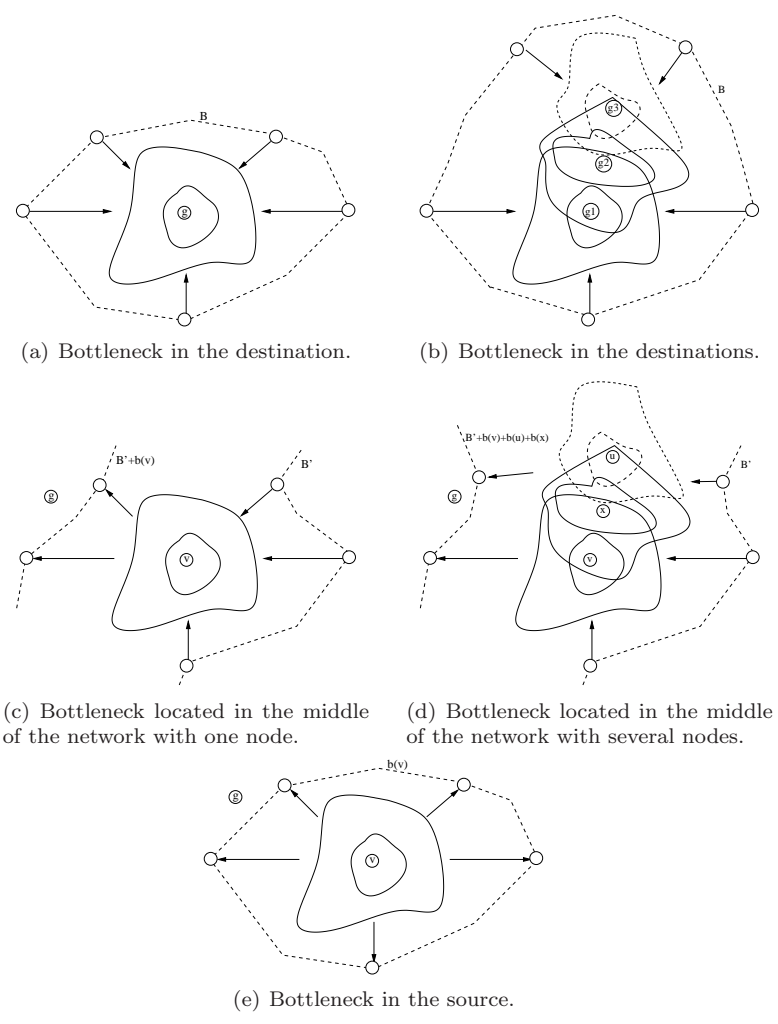 B
g
(a) Bottleneck in the destination.
B
g3
g2
g1
(b) Bottleneck in the destinations.
B'+b(v)
B'
g
v
(c) Bottleneck located in the middle
of the network with one node.
B'+b(v)+b(u)+b(x)
u
B'
g
x
v
(d) Bottleneck located in the middle
of the network with several nodes.
b(v)
g
v
(e) Bottleneck in the source.